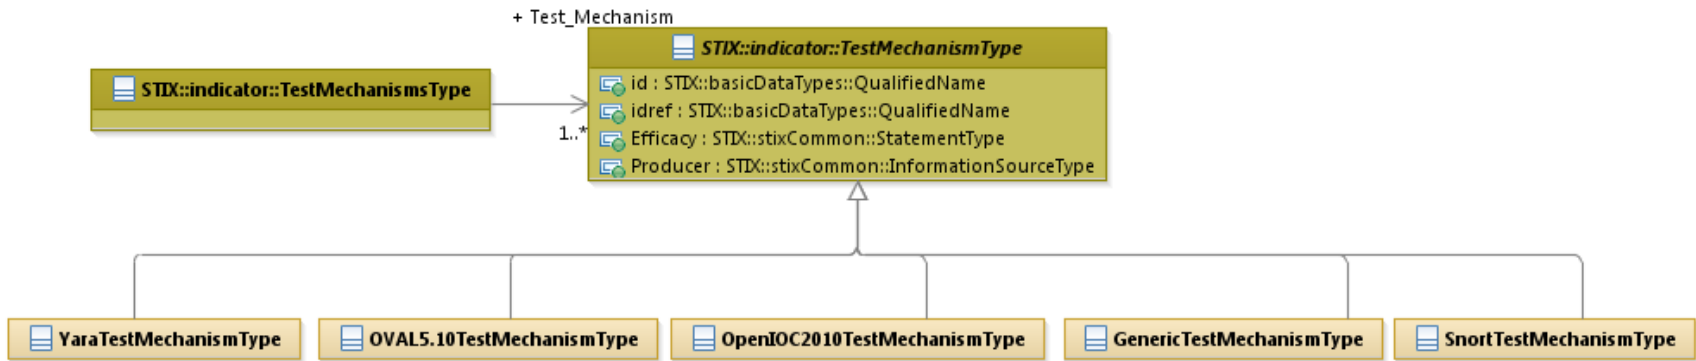 + Test_Mechanism
STIX::indicator::TestMechanismType
STIX::indicator::TestMechanismsType
id : STIX::basicDataTypes::QualifiedName
idref : STIX::basicDataTypes::QualifiedName
1..*
Efficacy : STIX::stixCommon::StatementType
Producer : STIX::stixCommon::InformationSourceType
YaraTestMechanismType
OVAL5.10TestMechanismType
OpenIOC2010TestMechanismType
GenericTestMechanismType
SnortTestMechanismType